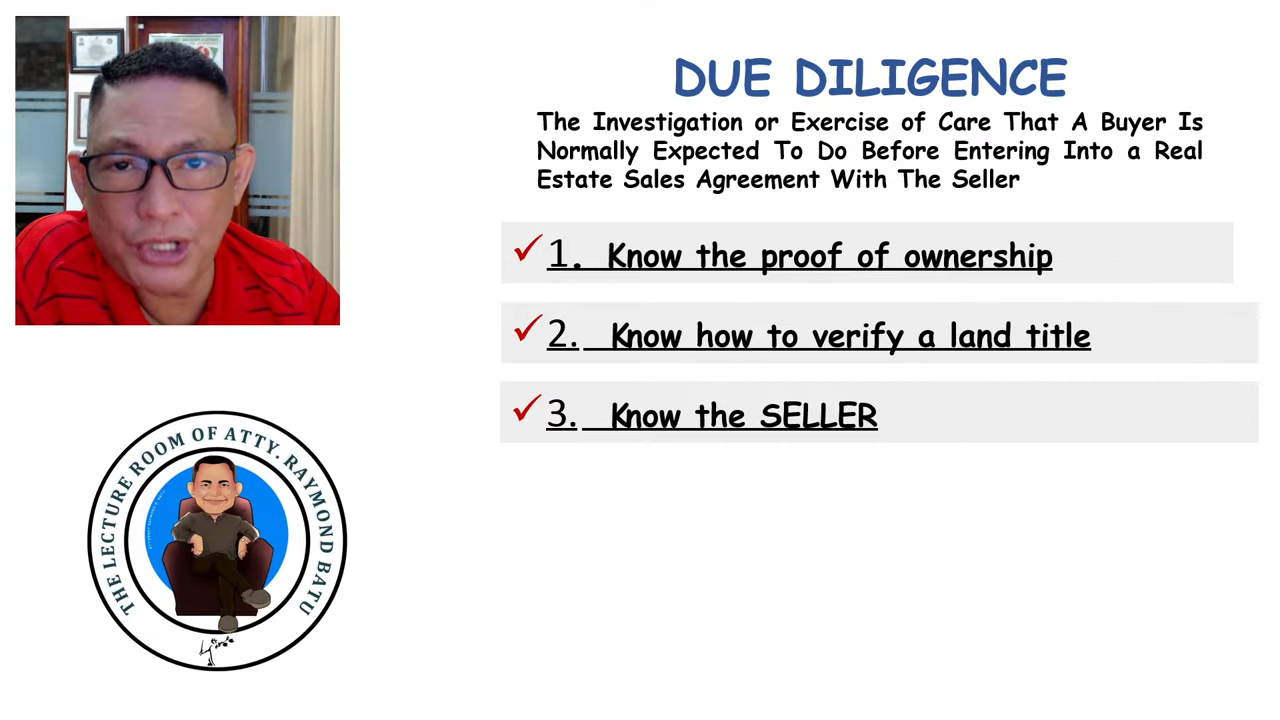 DUE DILIGENCE
The Investigation or Exercise of Care That A Buyer Is
Normally Expected To Do Before Entering Into a Real
Estate Sales Agreement With The Seller
✓ 1. Know the proof of ownership
✓ 2. Know how to verify a land title
✓ 3. Know the SELLER
THE LECTURE ROOM OF ATTY. RAYMOND BATU